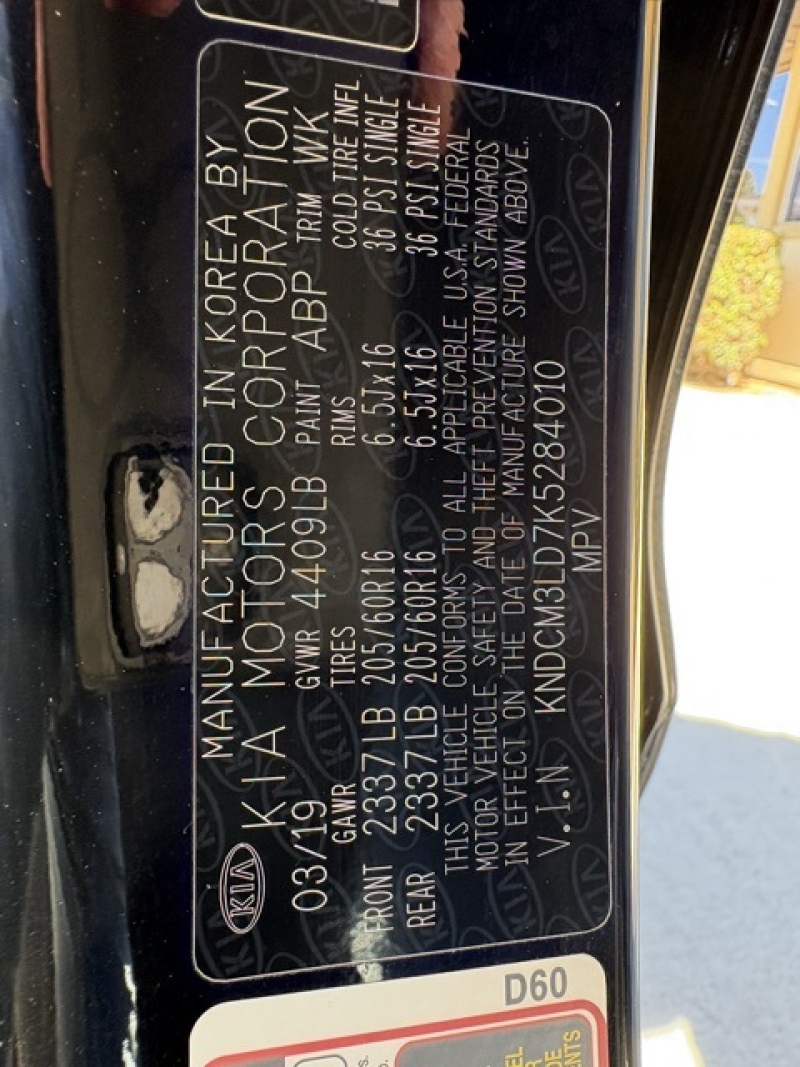 KIA
MANUFACTURED IN KOREA BY
KIA MOTORS CORPORATION
03/19 GVWR 4409LB PAINT ABP TRIM WK
GAWR TIRES RIMS COLD TIRE INFL
FRONT 2337LB 205/60R16 6.5Jx16 36 PSI SINGLE
REAR 2337LB 205/60R16 6.5Jx16 36 PSI SINGLE
THIS VEHICLE CONFORMS TO ALL APPLICABLE U.S.A. FEDERAL
MOTOR VEHICLE SAFETY AND THEFT PREVENTION STANDARDS
IN EFFECT ON THE DATE OF MANUFACTURE SHOWN ABOVE.
V.I.N KNDCM3LD7K5284010
MPV
D60